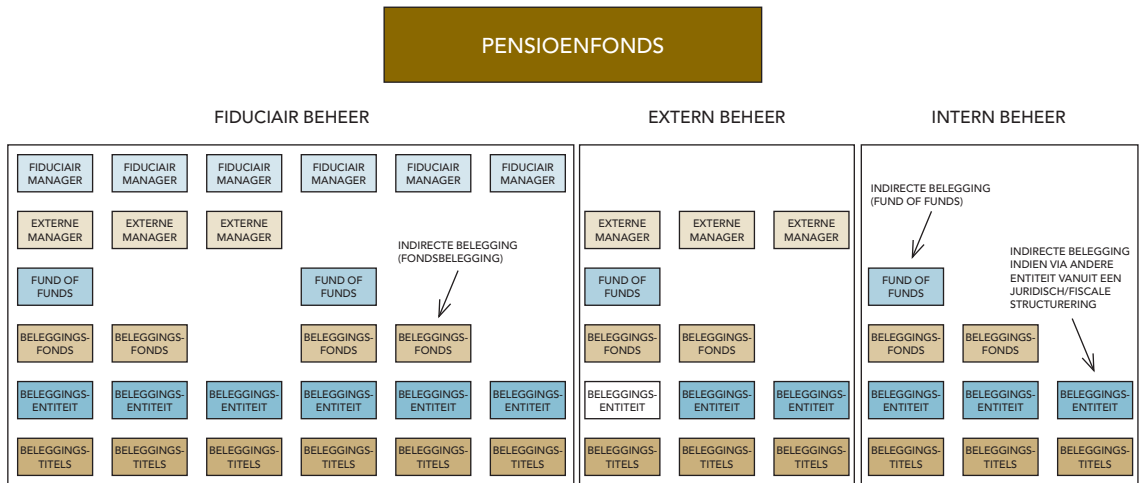 PENSIOENFONDS
FIDUCIAIR BEHEER
EXTERN BEHEER
INTERN BEHEER
FIDUCIAIR
MANAGER
FIDUCIAIR
MANAGER
FIDUCIAIR
MANAGER
FIDUCIAIR
MANAGER
FIDUCIAIR
MANAGER
FIDUCIAIR
MANAGER
EXTERNE
MANAGER
EXTERNE
MANAGER
EXTERNE
MANAGER
INDIRECTE BELEGGING
(FONDSBELEGGING)
FUND OF
FUNDS
FUND OF
FUNDS
BELEGGINGS-
FONDS
BELEGGINGS-
FONDS
BELEGGINGS-
FONDS
BELEGGINGS-
FONDS
BELEGGINGS-
ENTITEIT
BELEGGINGS-
ENTITEIT
BELEGGINGS-
ENTITEIT
BELEGGINGS-
ENTITEIT
BELEGGINGS-
ENTITEIT
BELEGGINGS-
ENTITEIT
BELEGGINGS-
TITELS
BELEGGINGS-
TITELS
BELEGGINGS-
TITELS
BELEGGINGS-
TITELS
BELEGGINGS-
TITELS
BELEGGINGS-
TITELS
EXTERNE
MANAGER
EXTERNE
MANAGER
EXTERNE
MANAGER
FUND OF
FUNDS
BELEGGINGS-
FONDS
BELEGGINGS-
FONDS
BELEGGINGS-
ENTITEIT
BELEGGINGS-
ENTITEIT
BELEGGINGS-
ENTITEIT
BELEGGINGS-
TITELS
BELEGGINGS-
TITELS
BELEGGINGS-
TITELS
INDIRECTE BELEGGING
(FUND OF FUNDS)
INDIRECTE BELEGGING
INDIEN VIA ANDERE
ENTITEIT VANUIT EEN
JURIDISCH/FISCALE
STRUCTURERING
FUND OF
FUNDS
BELEGGINGS-
FONDS
BELEGGINGS-
FONDS
BELEGGINGS-
ENTITEIT
BELEGGINGS-
ENTITEIT
BELEGGINGS-
ENTITEIT
BELEGGINGS-
TITELS
BELEGGINGS-
TITELS
BELEGGINGS-
TITELS